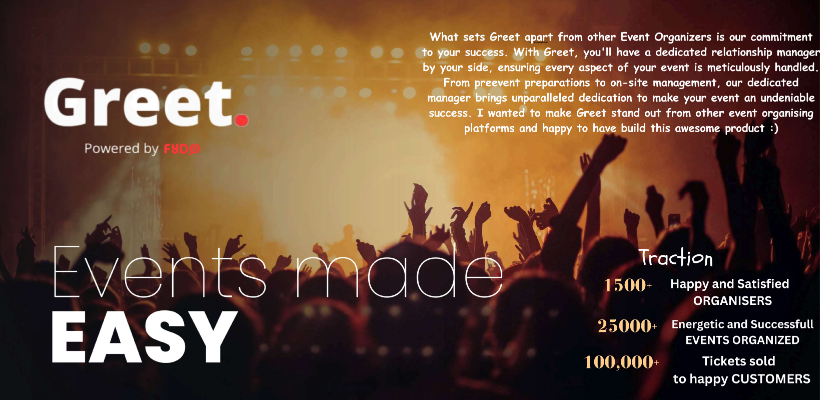 What sets Greet apart from other Event Organizers is our commitment
to your success. With Greet, you'll have a dedicated relationship manager
by your side, ensuring every aspect of your event is meticulously handled.
From preevent preparations to on-site management, our dedicated
manager brings unparalleled dedication to make your event an undeniable
success. I wanted to make Greet stand out from other event organising
platforms and happy to have build this awesome product :)
Greet.
Powered by FYDO
Events made
EASY
Traction
1500+ Happy and Satisfied
ORGANISERS
25000+ Energetic and Successfull
EVENTS ORGANIZED
100,000+ Tickets sold
to happy CUSTOMERS